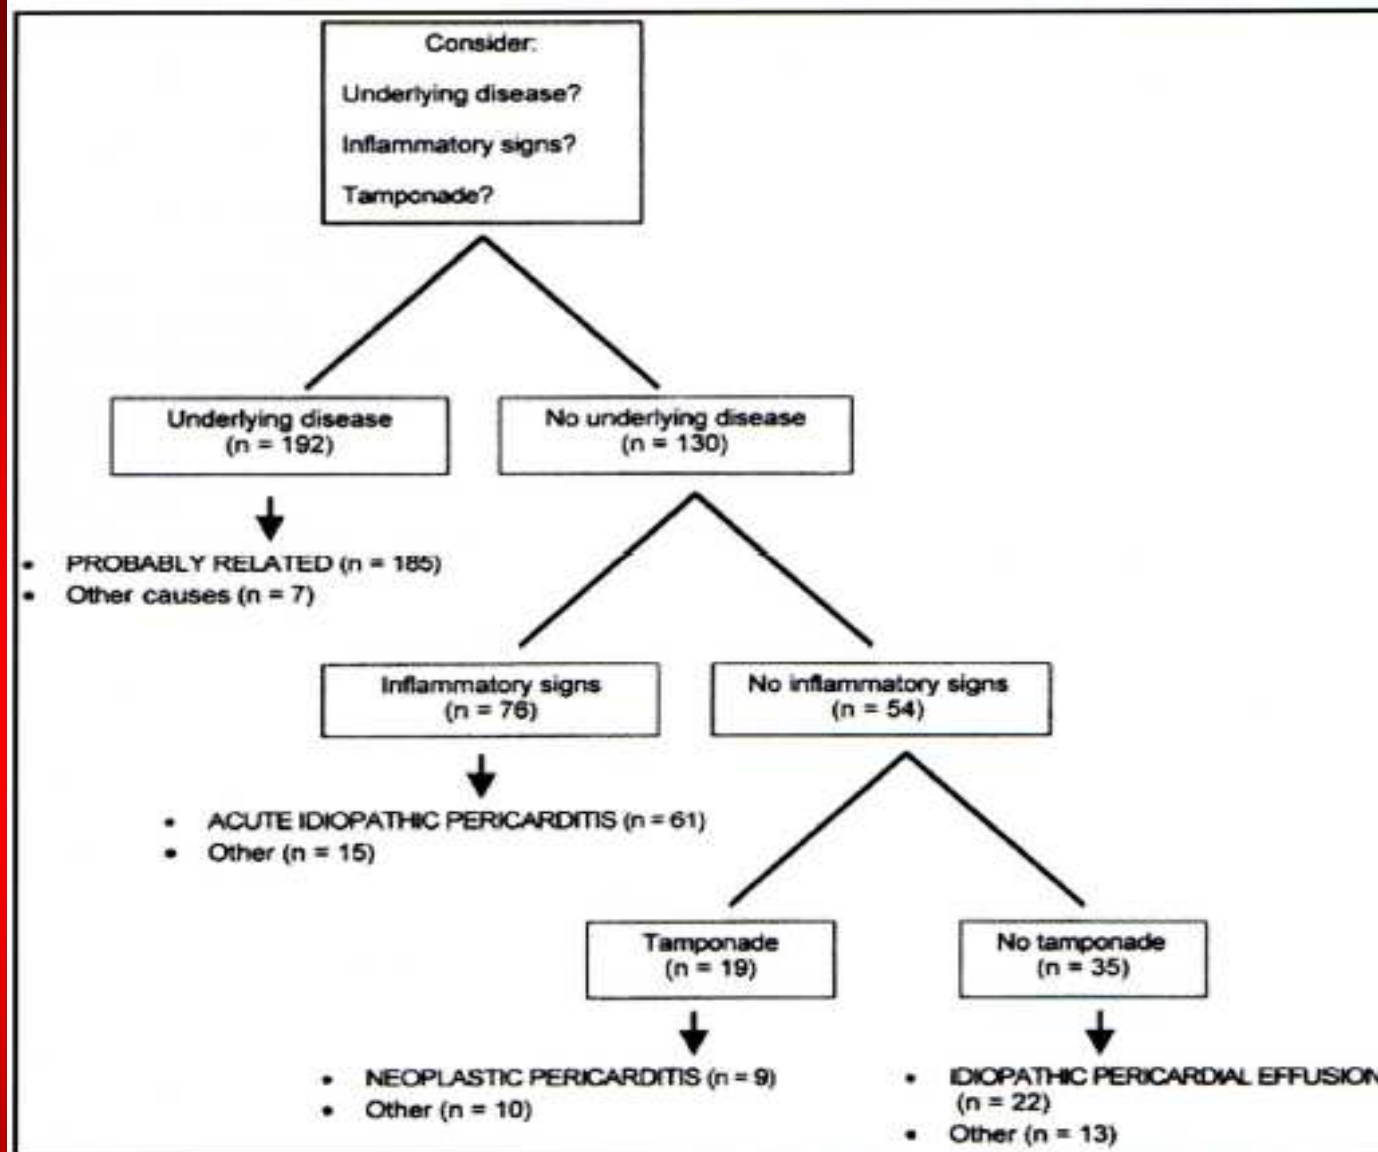 Consider:
Underlying disease?
Inflammatory signs?
Tamponade?
Underlying disease
(n = 192)
No underlying disease
(n = 130)
• PROBABLY RELATED (n = 185)
• Other causes (n = 7)
Inflammatory signs
(n = 76)
No inflammatory signs
(n = 54)
• ACUTE IDIOPATHIC PERICARDITIS (n = 61)
• Other (n = 15)
Tamponade
(n = 19)
No tamponade
(n = 35)
• NEOPLASTIC PERICARDITIS (n = 9)
• Other (n = 10)
• IDIOPATHIC PERICARDIAL EFFUSION
(n = 22)
• Other (n = 13)